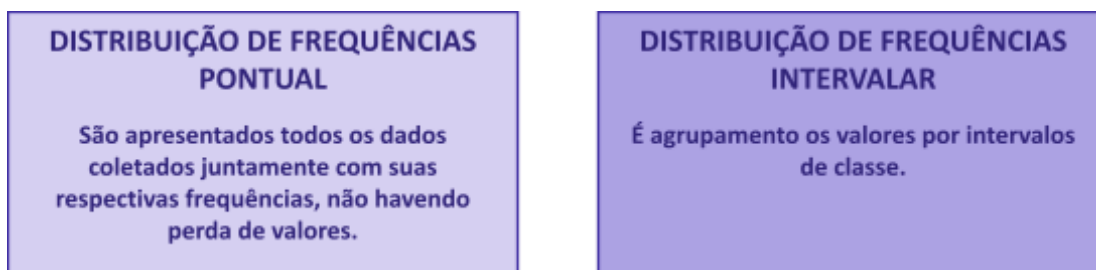 DISTRIBUIÇÃO DE FREQUÊNCIAS
PONTUAL
São apresentados todos os dados
coletados juntamente com suas
respectivas frequências, não havendo
perda de valores.
DISTRIBUIÇÃO DE FREQUÊNCIAS
INTERVALAR
É agrupamento os valores por intervalos
de classe.